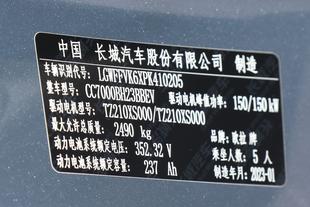 中国 长城汽车股份有限公司 制造
车辆识别代号: LGWFFVK6XPK410205
整车型号: CC7000BH23BBEV 驱动电机峰值功率: 150/150 kW
驱动电机型号: TZ210XS000/TZ210XS000
最大允许总质量: 2490 kg
动力电池系统额定电压: 352.32 V 品牌: 欧拉牌
动力电池系统额定容量: 237 Ah 乘坐人数: 5 人
制造年月: 2023-01